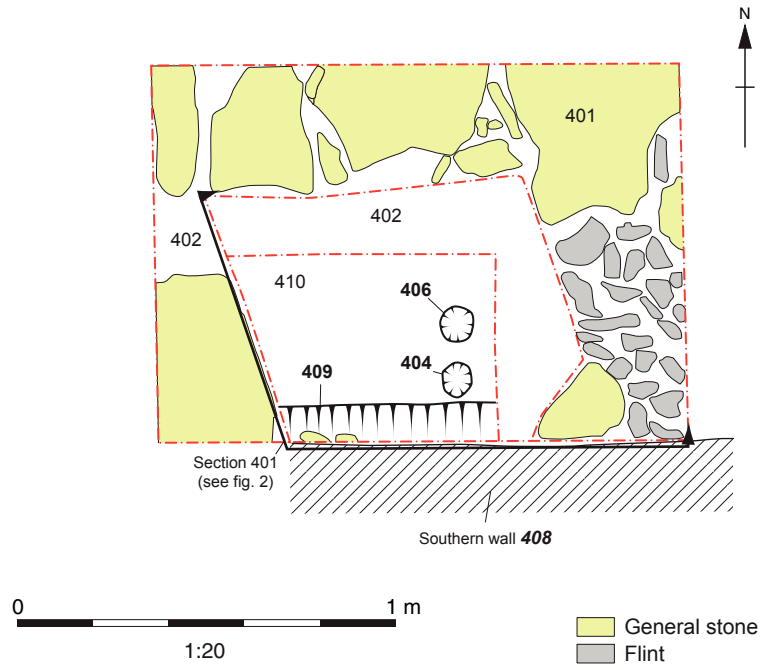 N
401
402
402
410
406
404
409
Section 401
(see fig. 2)
Southern wall 408
0 1 m
1:20
General stone
Flint